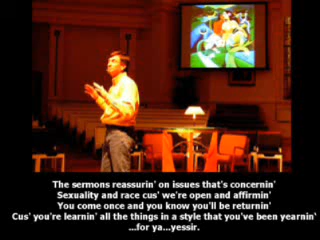 The sermons reassurin' on issues that's concernin'
Sexuality and race cus' we're open and affirmin'
You come once and you know you'll be returnin'
Cus' you're learnin' all the things in a style that you've been yearnin'
...for ya...yessir.